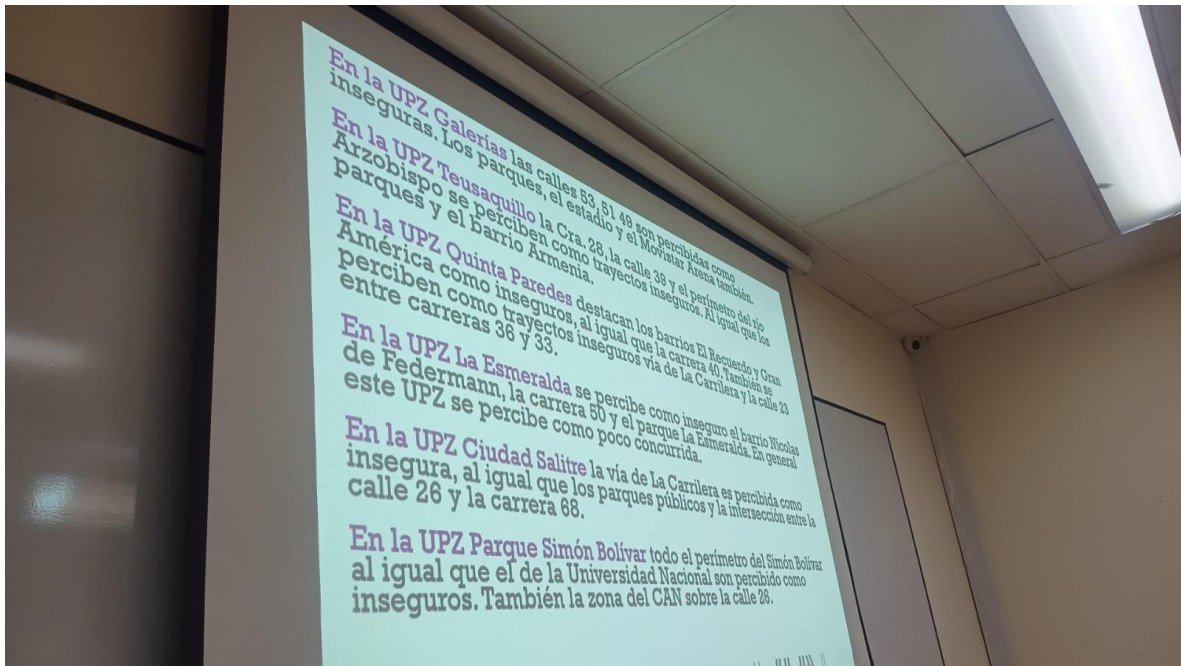 En la UPZ Galerías las calles 53, 51 49 son percibidas como
inseguras. Los parques, el estadio y el Movistar Arena también.
En la UPZ Teusaquillo la Cra. 28, la calle 39 y el perímetro del río
Arzobispo se perciben como trayectos inseguros. Al igual que los
parques y el barrio Armenia.
En la UPZ Quinta Paredes destacan los barrios El Recuerdo y Gran
América como inseguros, al igual que la carrera 40. También se
perciben como trayectos inseguros vía de La Carrilera y la calle 23
entre carreras 36 y 33.
En la UPZ La Esmeralda se percibe como inseguro el barrio Nicolas
de Federmann, la carrera 50 y el parque La Esmeralda. En general
este UPZ se percibe como poco concurrida.
En la UPZ Ciudad Salitre la vía de La Carrilera es percibida como
insegura, al igual que los parques públicos y la intersección entre la
calle 26 y la carrera 68.
En la UPZ Parque Simón Bolívar todo el perímetro del Simón Bolívar
al igual que el de la Universidad Nacional son percibido como
inseguros. También la zona del CAN sobre la calle 26.